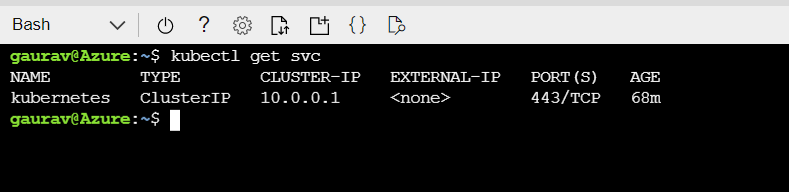 Bash
gaurav@Azure:~$ kubectl get svc
NAME TYPE CLUSTER-IP EXTERNAL-IP PORT(S) AGE
kubernetes ClusterIP 10.0.0.1 <none> 443/TCP 68m
gaurav@Azure:~$